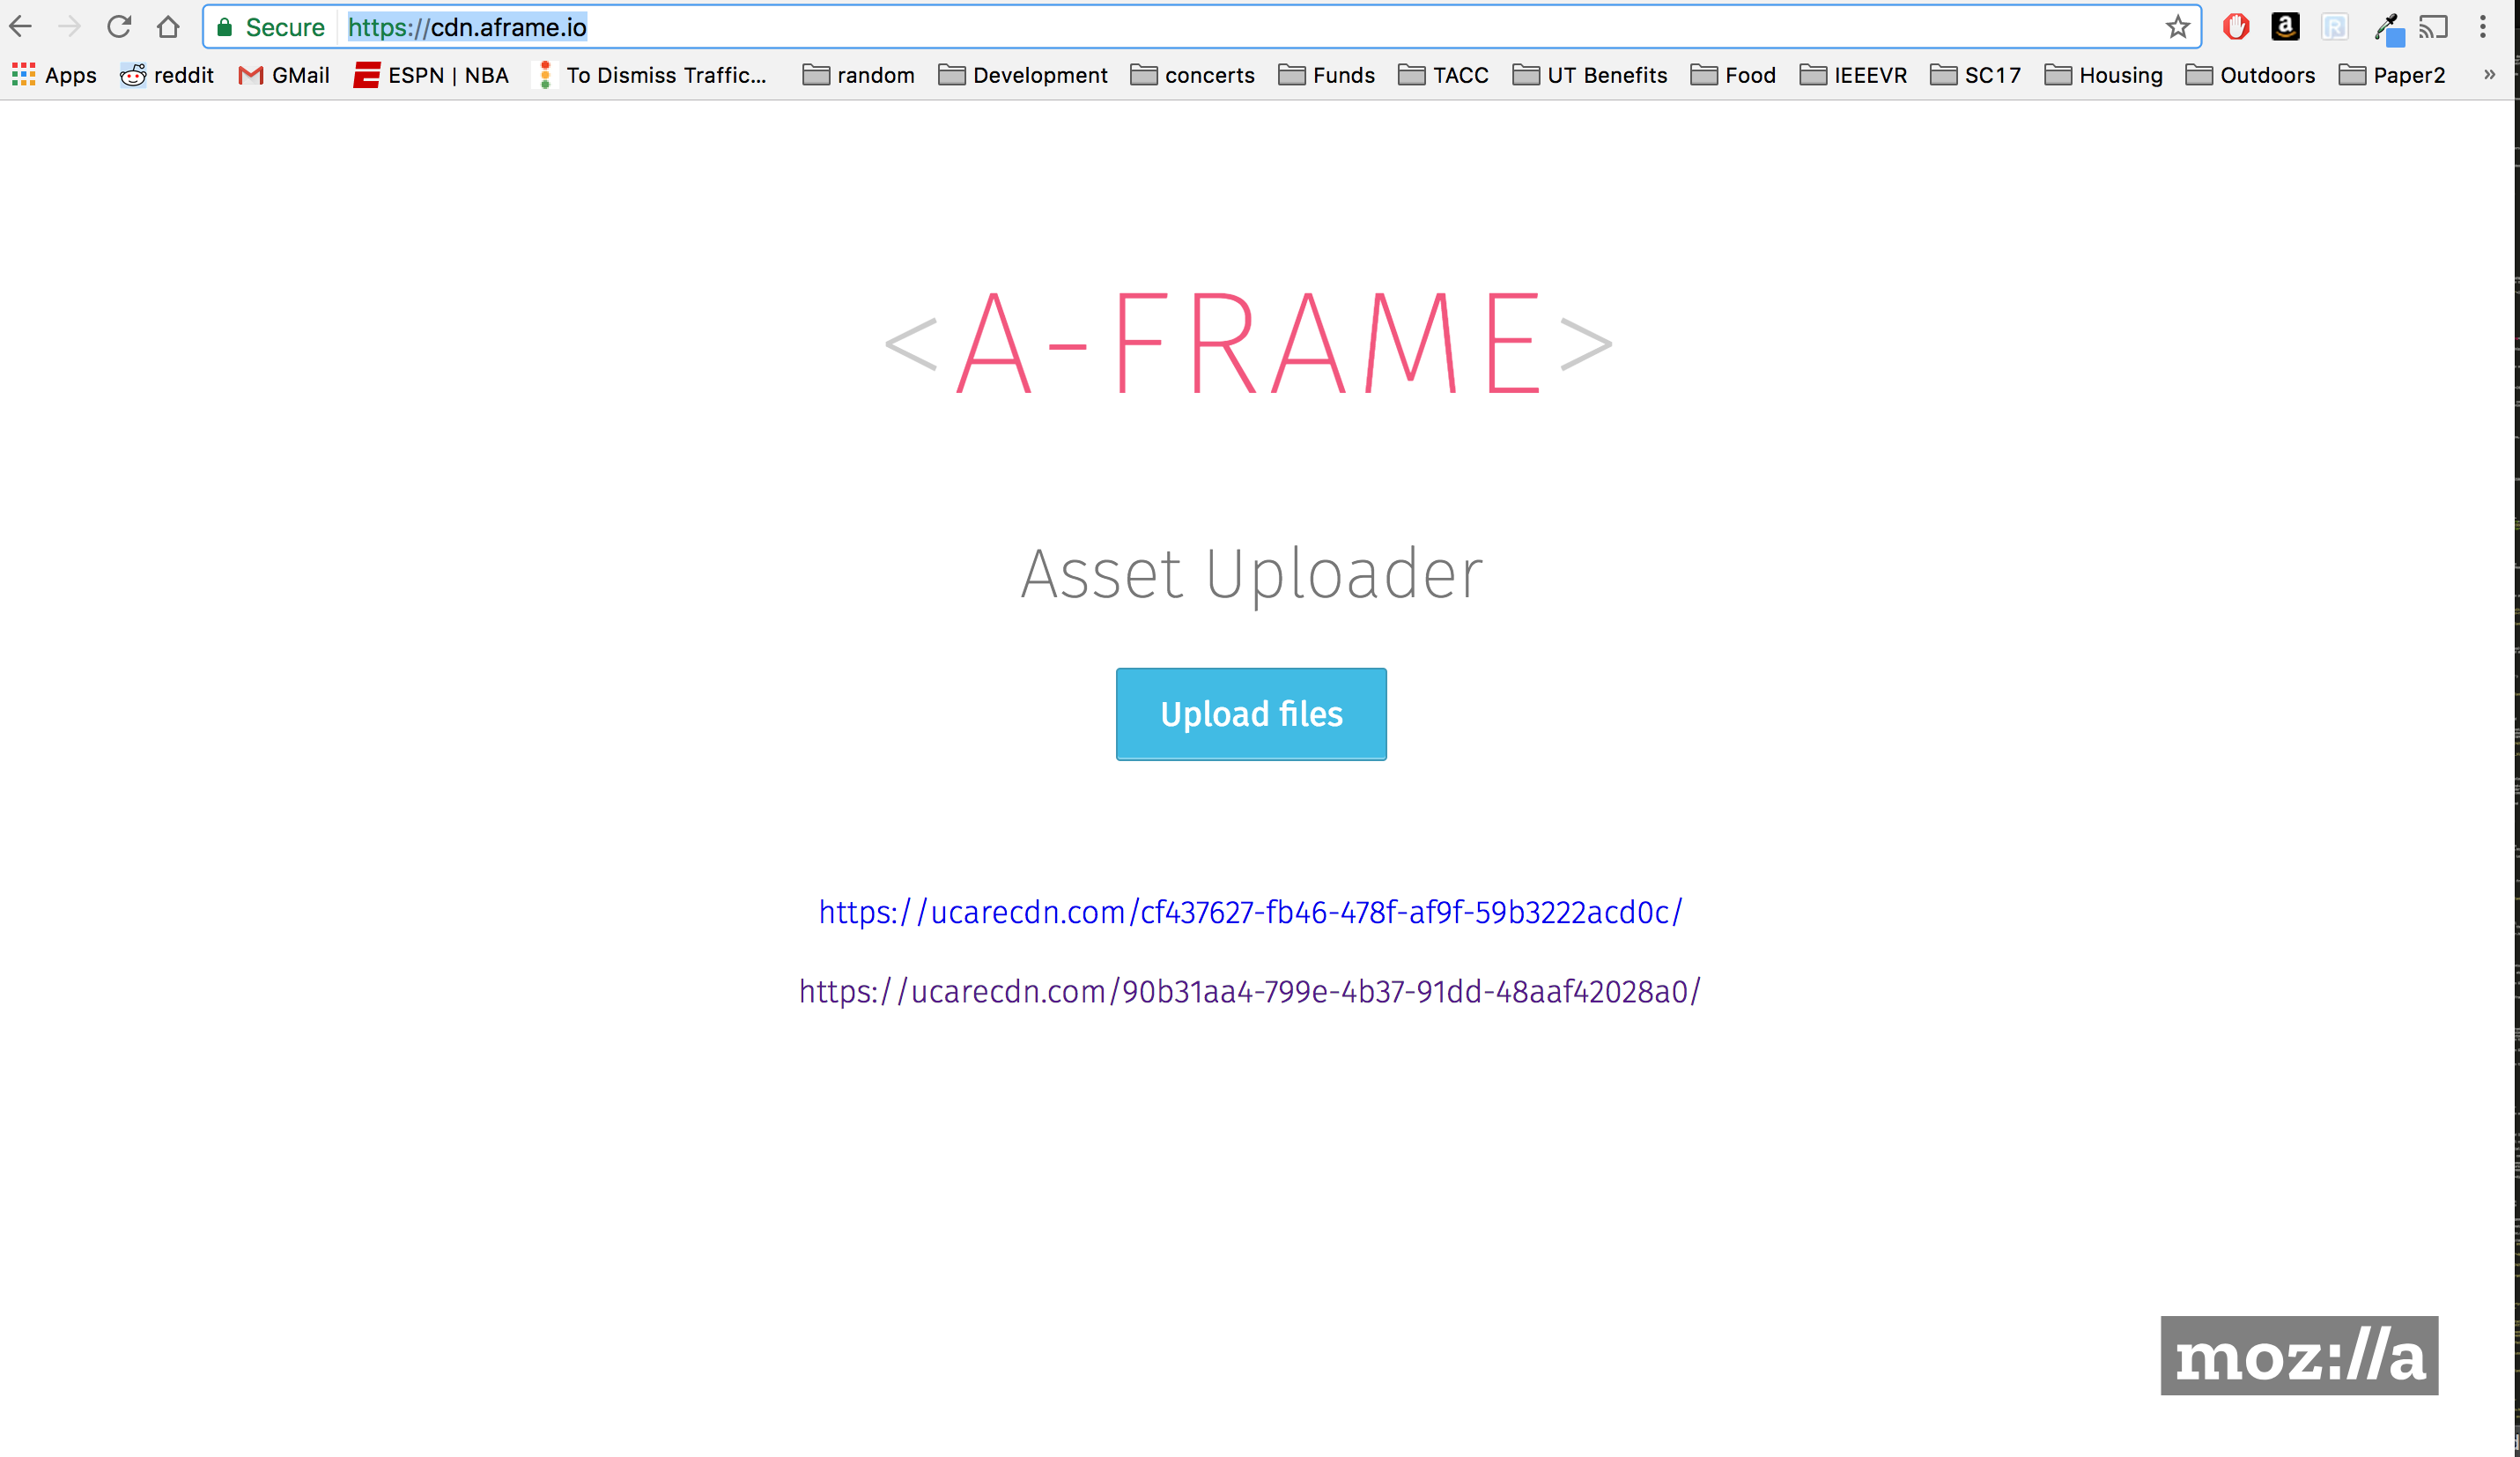 Secure https://cdn.aframe.io
Apps reddit GMail ESPN | NBA To Dismiss Traffic... random Development concerts Funds TACC UT Benefits Food IEEEVR SC17 Housing Outdoors Paper2 »
<A-FRAME>
Asset Uploader
Upload files
https://ucarecdn.com/cf437627-fb46-478f-af9f-59b3222acd0c/
https://ucarecdn.com/90b31aa4-799e-4b37-91dd-48aaf42028a0/
moz://a